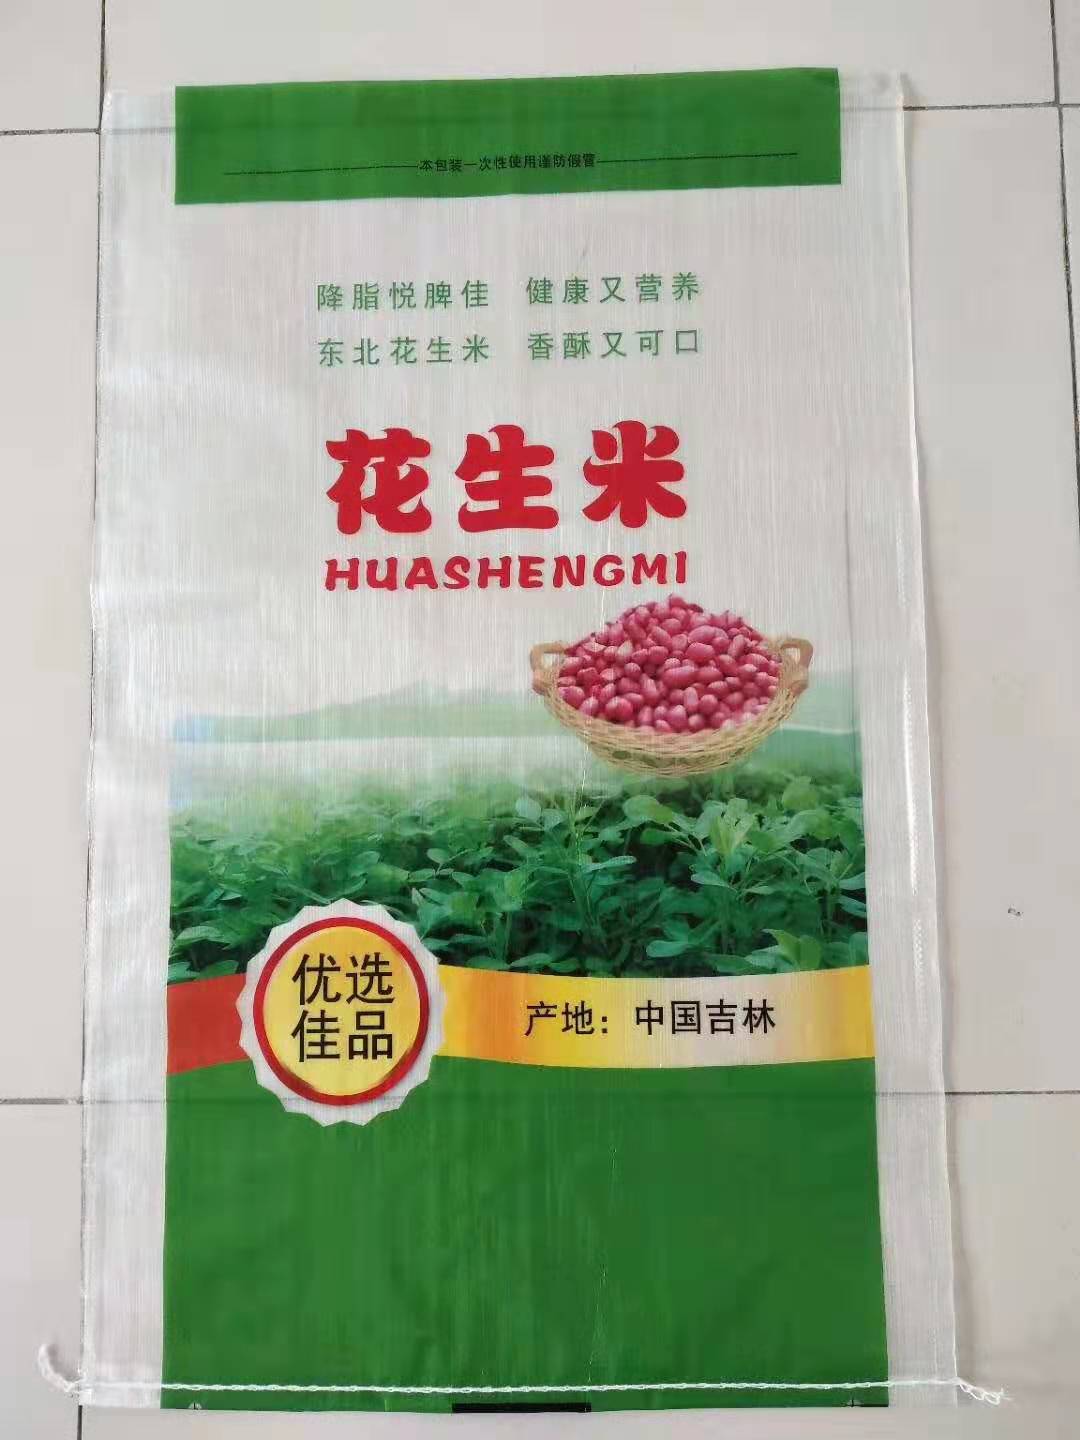 本包装一次性使用谨防假冒
降脂悦脾佳 健康又营养
东北花生米 香酥又可口
花生米
HUASHENGMI
优选
佳品
产地：中国吉林